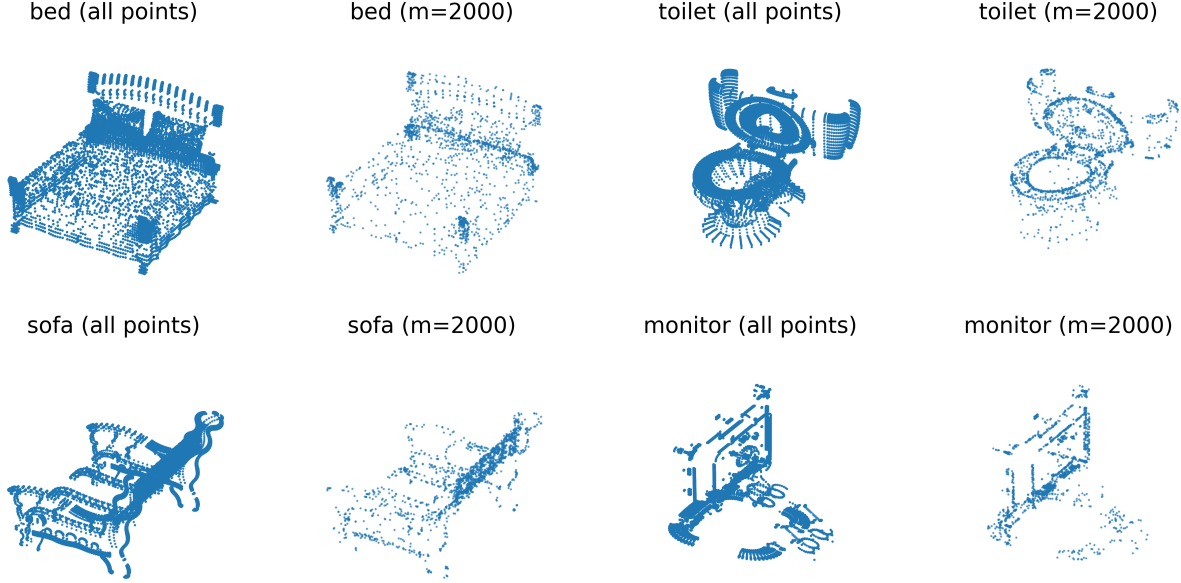 bed (all points)
bed (m=2000)
toilet (all points)
toilet (m=2000)
sofa (all points)
sofa (m=2000)
monitor (all points)
monitor (m=2000)